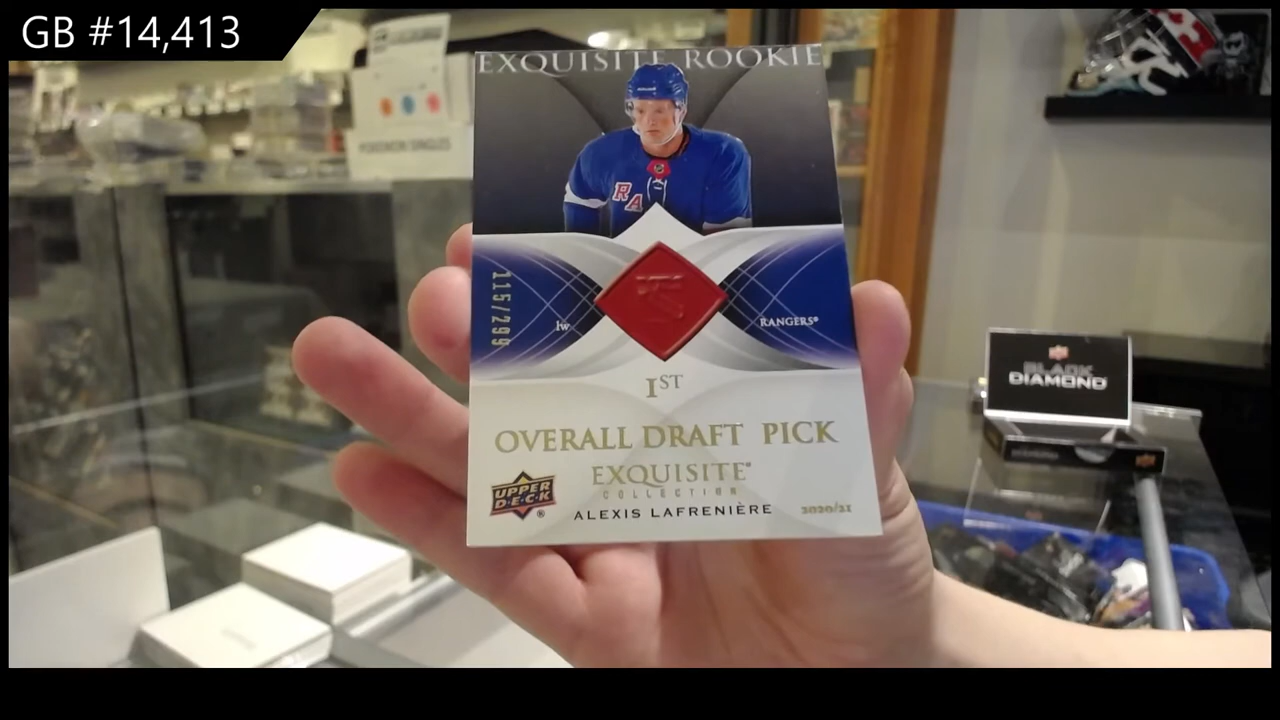 GB #14,413
POKEMON SINGLES
EXQUISITE ROOKIE
RA
115/299
lw
RANGERS®
1ST
OVERALL DRAFT PICK
EXQUISITE®
COLLECTION
UPPER
D·E·C·K
®
ALEXIS LAFRENIÈRE
2020/21
BLACK
DIAMOND